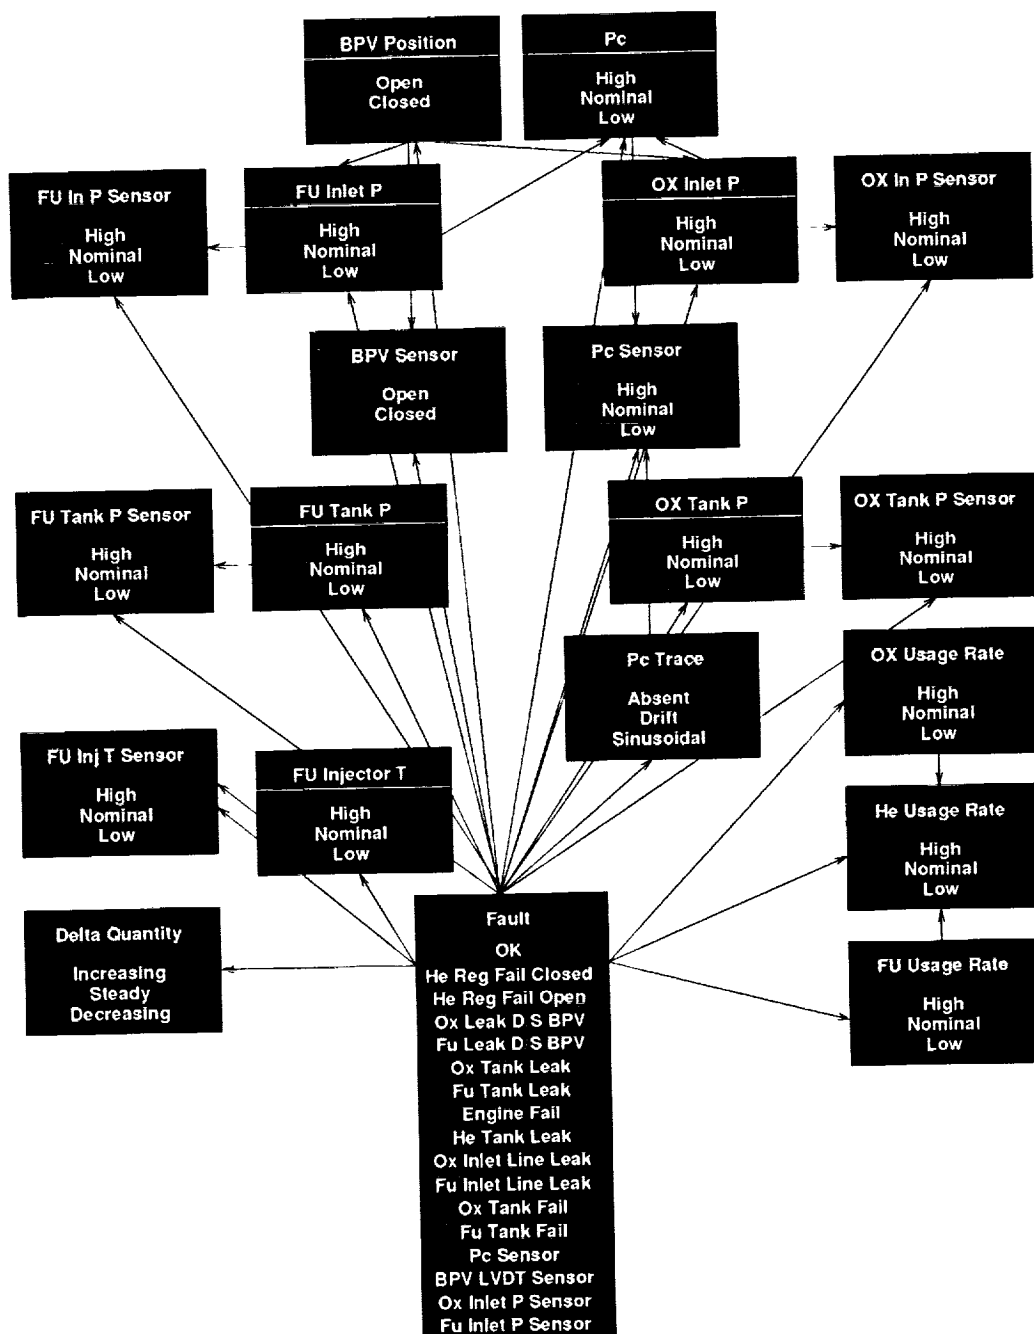 BPV Position
Open
Closed
Pc
High
Nominal
Low
FU In P Sensor
High
Nominal
Low
FU Inlet P
High
Nominal
Low
OX Inlet P
High
Nominal
Low
OX In P Sensor
High
Nominal
Low
BPV Sensor
Open
Closed
Pc Sensor
High
Nominal
Low
FU Tank P Sensor
High
Nominal
Low
FU Tank P
High
Nominal
Low
OX Tank P
High
Nominal
Low
OX Tank P Sensor
High
Nominal
Low
Pc Trace
Absent
Drift
Sinusoidal
OX Usage Rate
High
Nominal
Low
FU Inj T Sensor
High
Nominal
Low
FU Injector T
High
Nominal
Low
He Usage Rate
High
Nominal
Low
Delta Quantity
Increasing
Steady
Decreasing
Fault
OK
He Reg Fail Closed
He Reg Fail Open
Ox Leak D S BPV
Fu Leak D S BPV
Ox Tank Leak
Fu Tank Leak
Engine Fail
He Tank Leak
Ox Inlet Line Leak
Fu Inlet Line Leak
Ox Tank Fail
Fu Tank Fail
Pc Sensor
BPV LVDT Sensor
Ox Inlet P Sensor
Fu Inlet P Sensor
FU Usage Rate
High
Nominal
Low